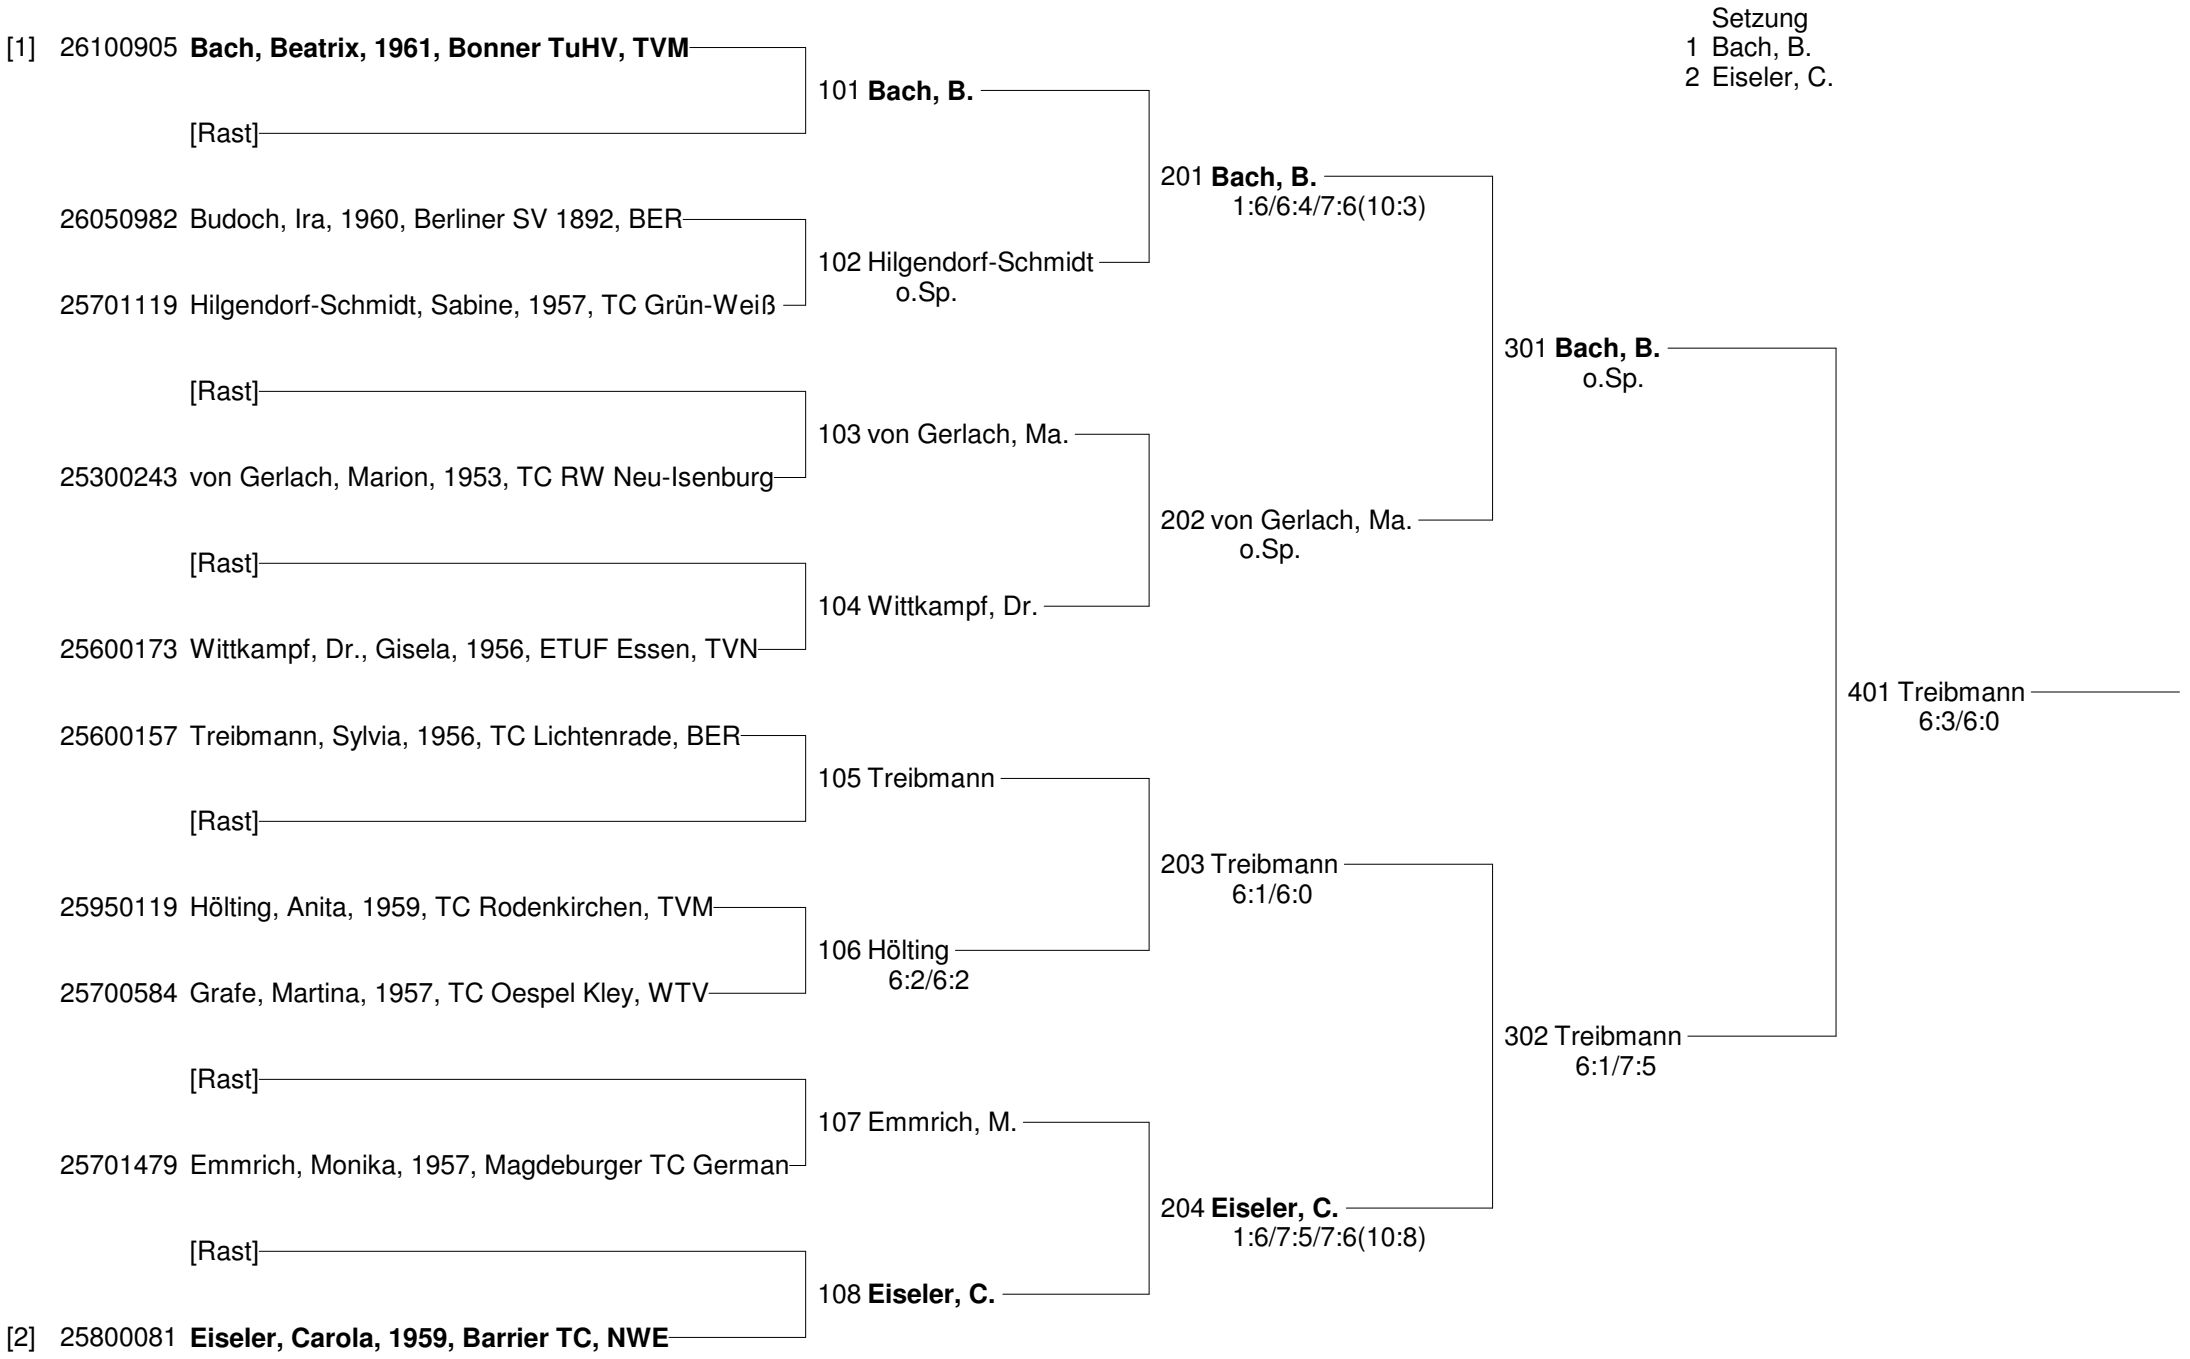 Setzung
1 Bach, B.
2 Eiseler, C.
[1] 26100905 Bach, Beatrix, 1961, Bonner TuHV, TVM
101 Bach, B.
[Rast]
201 Bach, B.
1:6/6:4/7:6(10:3)
26050982 Budoch, Ira, 1960, Berliner SV 1892, BER
102 Hilgendorf-Schmidt
o.Sp.
25701119 Hilgendorf-Schmidt, Sabine, 1957, TC Grün-Weiß
301 Bach, B.
o.Sp.
[Rast]
103 von Gerlach, Ma.
25300243 von Gerlach, Marion, 1953, TC RW Neu-Isenburg
202 von Gerlach, Ma.
o.Sp.
[Rast]
104 Wittkampf, Dr.
25600173 Wittkampf, Dr., Gisela, 1956, ETUF Essen, TVN
401 Treibmann
6:3/6:0
25600157 Treibmann, Sylvia, 1956, TC Lichtenrade, BER
105 Treibmann
[Rast]
203 Treibmann
6:1/6:0
25950119 Hölting, Anita, 1959, TC Rodenkirchen, TVM
106 Hölting
6:2/6:2
25700584 Grafe, Martina, 1957, TC Oespel Kley, WTV
302 Treibmann
6:1/7:5
[Rast]
107 Emmrich, M.
25701479 Emmrich, Monika, 1957, Magdeburger TC German
204 Eiseler, C.
1:6/7:5/7:6(10:8)
[Rast]
108 Eiseler, C.
[2] 25800081 Eiseler, Carola, 1959, Barrier TC, NWE